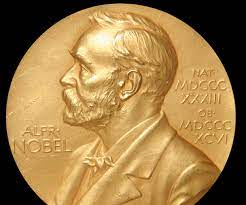 ALFR·
NOBEL
NAT·
MDCCC
XXXIII
OB·
MDCCC
XCVI